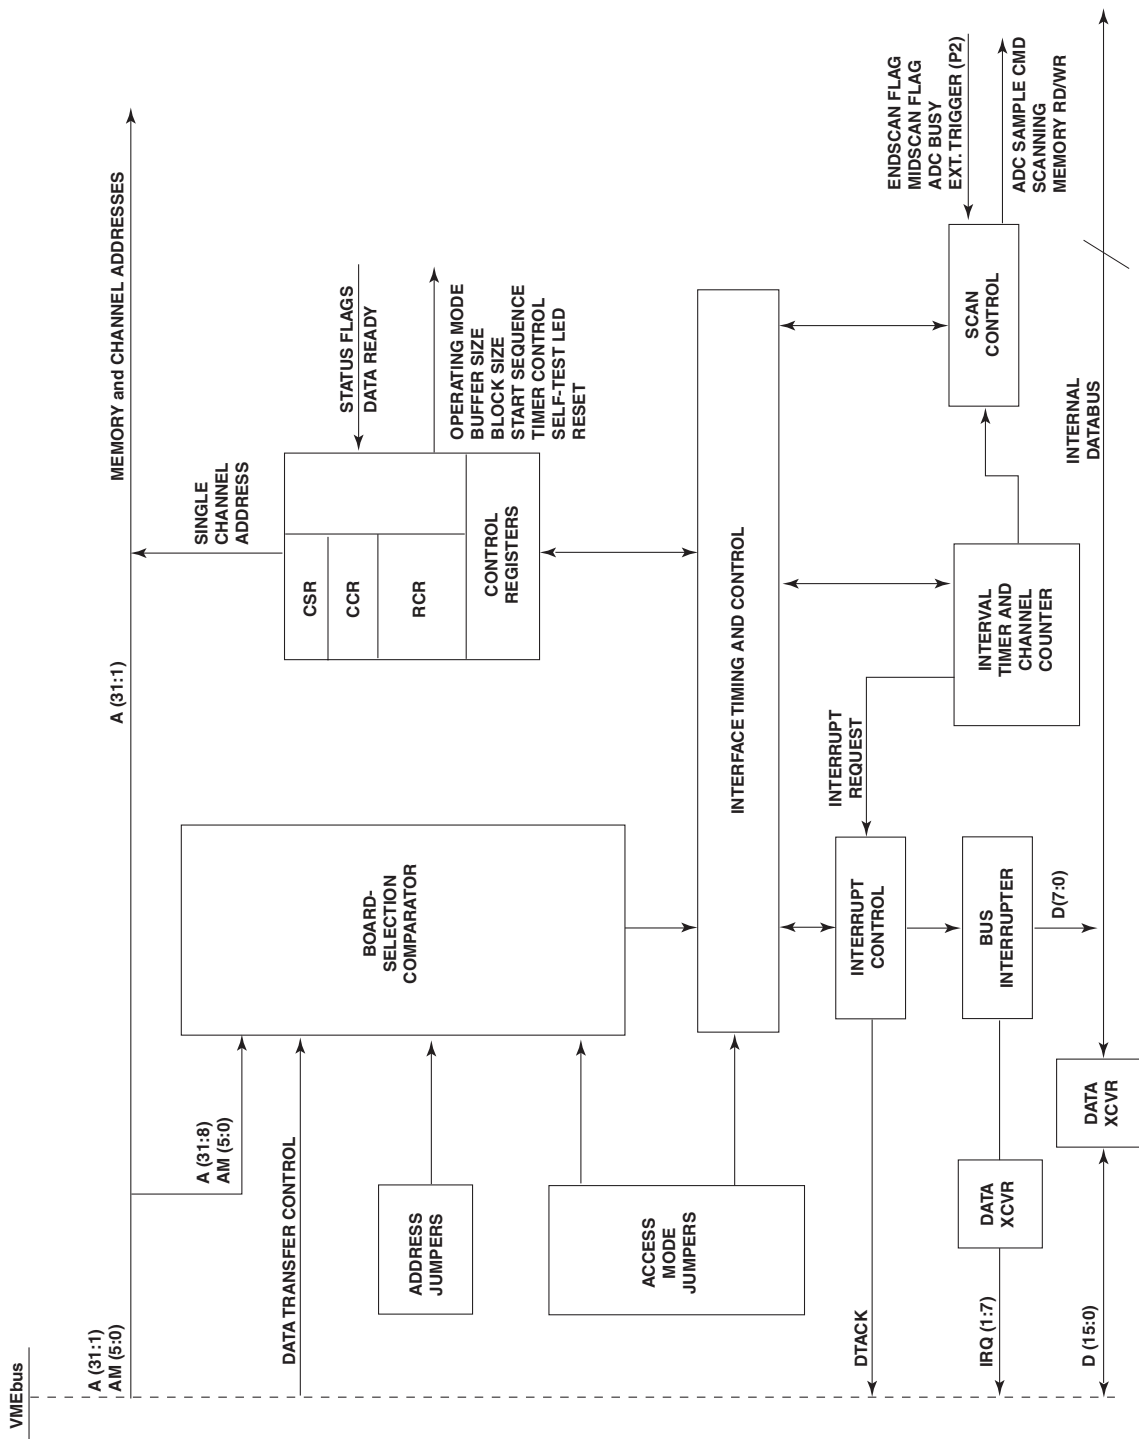 VMEbus
A (31:1)
AM (5:0)
A (31:1)
MEMORY and CHANNEL ADDRESSES
A (31:8)
AM (5:0)
DATA TRANSFER CONTROL
ADDRESS
JUMPERS
ACCESS
MODE
JUMPERS
BOARD-
SELECTION
COMPARATOR
SINGLE
CHANNEL
ADDRESS
CSR
CCR
RCR
CONTROL
REGISTERS
STATUS FLAGS
DATA READY
OPERATING MODE
BUFFER SIZE
BLOCK SIZE
START SEQUENCE
TIMER CONTROL
SELF-TEST LED
RESET
INTERFACE TIMING AND CONTROL
DTACK
INTERRUPT
CONTROL
INTERRUPT
REQUEST
INTERVAL
TIMER AND
CHANNEL
COUNTER
SCAN
CONTROL
ENDSCAN FLAG
MIDSCAN FLAG
ADC BUSY
EXT. TRIGGER (P2)
ADC SAMPLE CMD
SCANNING
MEMORY RD/WR
IRQ (1:7)
DATA
XCVR
BUS
INTERRUPTER
D(7:0)
D (15:0)
DATA
XCVR
INTERNAL
DATABUS